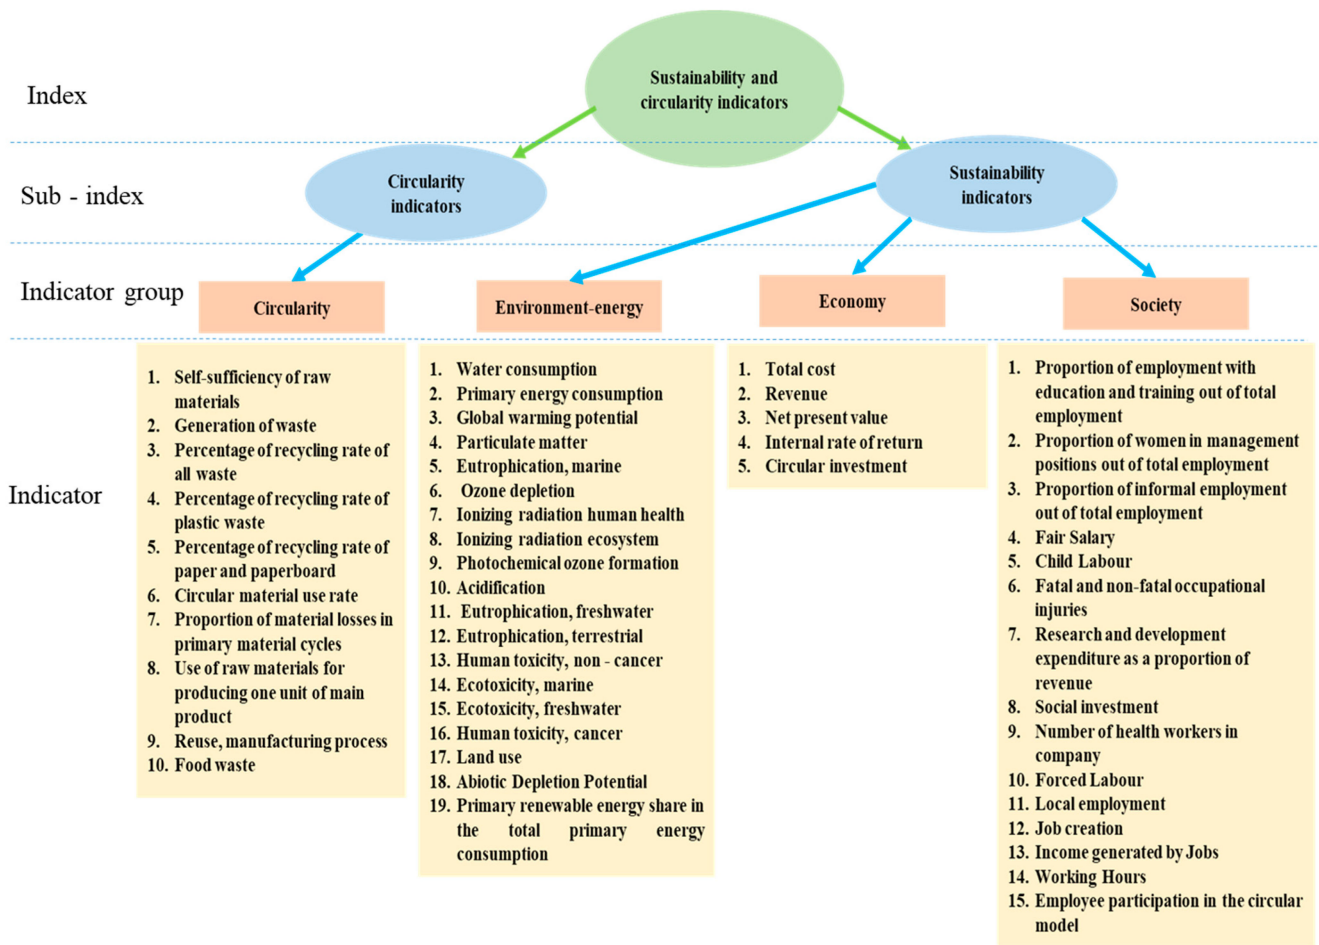 Index
Sustainability and
circularity indicators
Sub - index
Circularity
indicators
Sustainability
indicators
Indicator group
Circularity
Environment-energy
Economy
Society
Indicator
1. Self-sufficiency of raw
materials
2. Generation of waste
3. Percentage of recycling rate of
all waste
4. Percentage of recycling rate of
plastic waste
5. Percentage of recycling rate of
paper and paperboard
6. Circular material use rate
7. Proportion of material losses in
primary material cycles
8. Use of raw materials for
producing one unit of main
product
9. Reuse, manufacturing process
10. Food waste
1. Water consumption
2. Primary energy consumption
3. Global warming potential
4. Particulate matter
5. Eutrophication, marine
6. Ozone depletion
7. Ionizing radiation human health
8. Ionizing radiation ecosystem
9. Photochemical ozone formation
10. Acidification
11. Eutrophication, freshwater
12. Eutrophication, terrestrial
13. Human toxicity, non - cancer
14. Ecotoxicity, marine
15. Ecotoxicity, freshwater
16. Human toxicity, cancer
17. Land use
18. Abiotic Depletion Potential
19. Primary renewable energy share in
the total primary energy
consumption
1. Total cost
2. Revenue
3. Net present value
4. Internal rate of return
5. Circular investment
1. Proportion of employment with
education and training out of total
employment
2. Proportion of women in management
positions out of total employment
3. Proportion of informal employment
out of total employment
4. Fair Salary
5. Child Labour
6. Fatal and non-fatal occupational
injuries
7. Research and development
expenditure as a proportion of
revenue
8. Social investment
9. Number of health workers in
company
10. Forced Labour
11. Local employment
12. Job creation
13. Income generated by Jobs
14. Working Hours
15. Employee participation in the circular
model